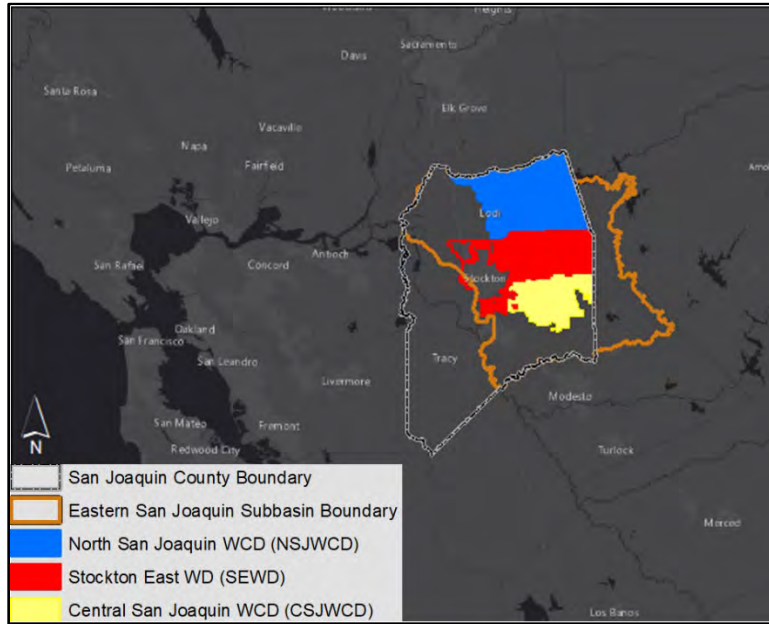 Heights
Davis
Sacramento
Santa Rosa
Elk Grove
Vacaville
Napa
Petaluma
Fairfield
Lodi
Vallejo
Antioch
San Rafael
Concord
Stockton
Oakland
San Francisco
San Leandro
Tracy
Livermore
Modesto
San Mateo
Fremont
Redwood City
Turlock
N
San Joaquin County Boundary
Eastern San Joaquin Subbasin Boundary
North San Joaquin WCD (NSJWCD)
Merced
Stockton East WD (SEWD)
Central San Joaquin WCD (CSJWCD)
Los Banos